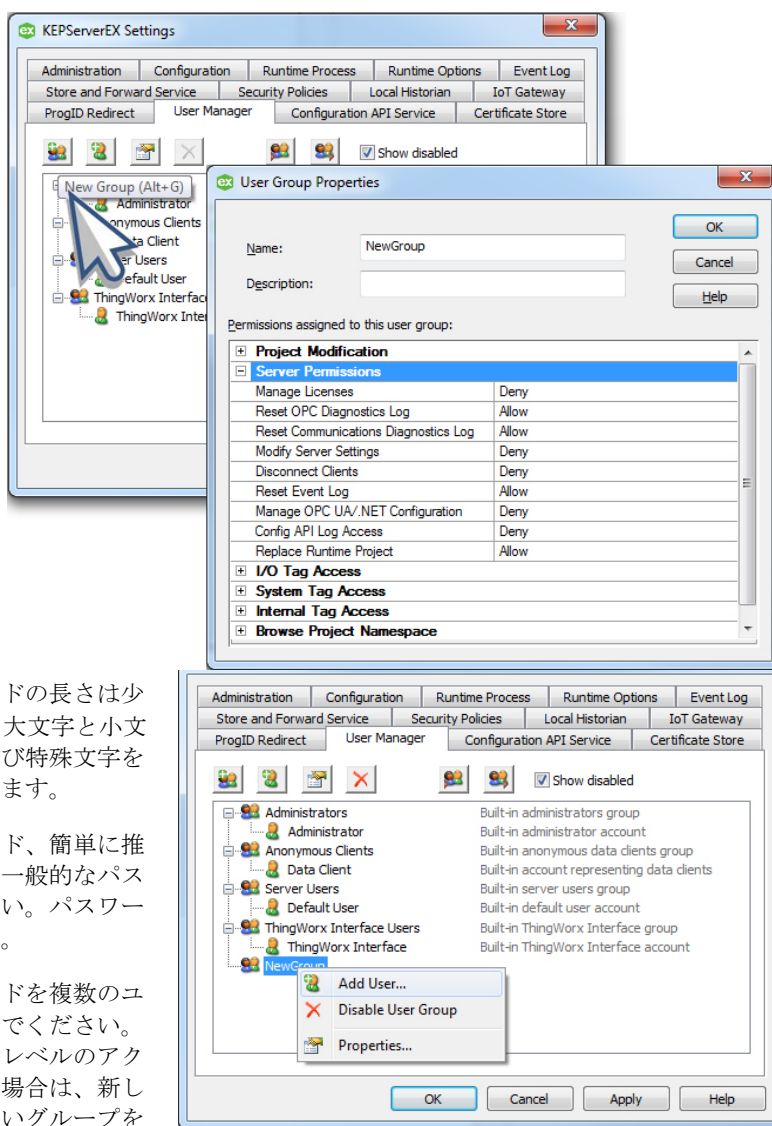 KEPServerEX Settings
Administration Configuration Runtime Process Runtime Options Event Log
Store and Forward Service Security Policies Local Historian IoT Gateway
ProgID Redirect User Manager Configuration API Service Certificate Store
Show disabled
New Group (Alt+G)
Administrator
onymous Clients
ta Client
er Users
efault User
ThingWorx Interfac
ThingWorx Inter
User Group Properties
Name: NewGroup
Description:
OK
Cancel
Help
Permissions assigned to this user group:
Project Modification
Server Permissions
Manage Licenses Deny
Reset OPC Diagnostics Log Allow
Reset Communications Diagnostics Log Allow
Modify Server Settings Deny
Disconnect Clients Deny
Reset Event Log Allow
Manage OPC UA/.NET Configuration Deny
Config API Log Access Deny
Replace Runtime Project Allow
I/O Tag Access
System Tag Access
Internal Tag Access
Browse Project Namespace
ドの長さは少
大文字と小文
び特殊文字を
ます。
ド、簡単に推
一般的なパス
い。パスワー
。
ドを複数のユ
でください。
レベルのアク
場合は、新し
いグループを
Administration Configuration Runtime Process Runtime Options Event Log
Store and Forward Service Security Policies Local Historian IoT Gateway
ProgID Redirect User Manager Configuration API Service Certificate Store
Show disabled
Administrators Built-in administrators group
Administrator Built-in administrator account
Anonymous Clients Built-in anonymous data clients group
Data Client Built-in account representing data clients
Server Users Built-in server users group
Default User Built-in default user account
ThingWorx Interface Users Built-in ThingWorx Interface group
ThingWorx Interface Built-in ThingWorx Interface account
NewGroup
Add User...
Disable User Group
Properties...
OK Cancel Apply Help